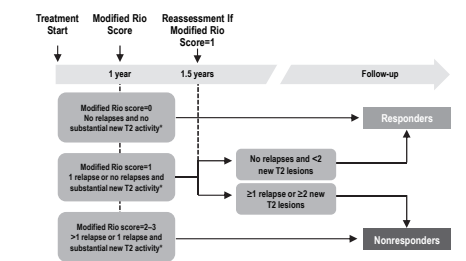 Treatment
Start
Modified Rio
Score
Reassessment If
Modified Rio
Score=1
1 year
1.5 years
Follow-up
Modified Rio score=0
No relapses and no
substantial new T2 activity*
Responders
Modified Rio score=1
1 relapse or no relapses and
substantial new T2 activity*
No relapses and <2
new T2 lesions
≥1 relapse or ≥2 new
T2 lesions
Modified Rio score=2–3
>1 relapse or 1 relapse and
substantial new T2 activity*
Nonresponders